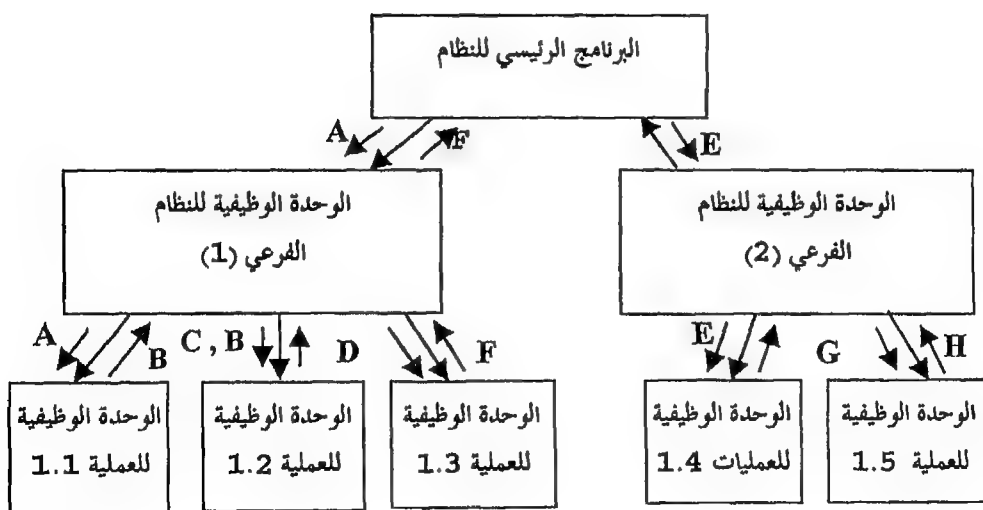 البرنامج الرئيسي للنظام
A
F
E
الوحدة الوظيفية للنظام
الفرعي (1)
الوحدة الوظيفية للنظام
الفرعي (2)
A
B
C , B
D
F
E
G
H
الوحدة الوظيفية
للعملية 1.1
الوحدة الوظيفية
للعملية 1.2
الوحدة الوظيفية
للعملية 1.3
الوحدة الوظيفية
للعمليات 1.4
الوحدة الوظيفية
للعملية 1.5